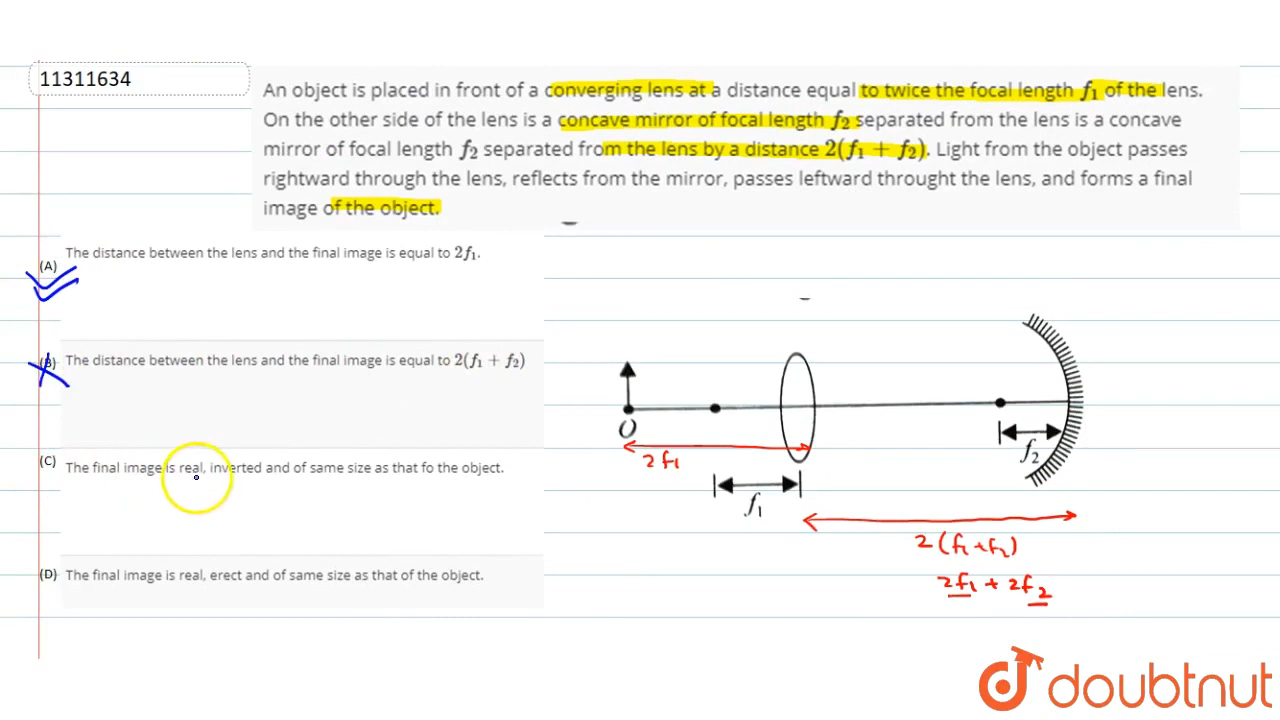 11311634
An object is placed in front of a converging lens at a distance equal to twice the focal length f₁ of the lens.
On the other side of the lens is a concave mirror of focal length f₂ separated from the lens is a concave
mirror of focal length f₂ separated from the lens by a distance 2(f₁ + f₂). Light from the object passes
rightward through the lens, reflects from the mirror, passes leftward throught the lens, and forms a final
image of the object.
(A) The distance between the lens and the final image is equal to 2f₁.
(B) The distance between the lens and the final image is equal to 2(f₁ + f₂)
(C) The final image is real, inverted and of same size as that fo the object.
(D) The final image is real, erect and of same size as that of the object.
O
2f₁
f₁
f₂
2(f₁+f₂)
2f₁ + 2f₂
doubtnut